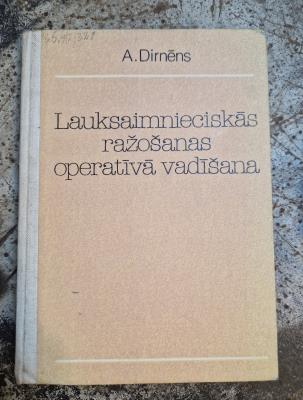 A. Dirnēns
Lauksaimnieciskās
ražošanas
operatīvā vadīšana